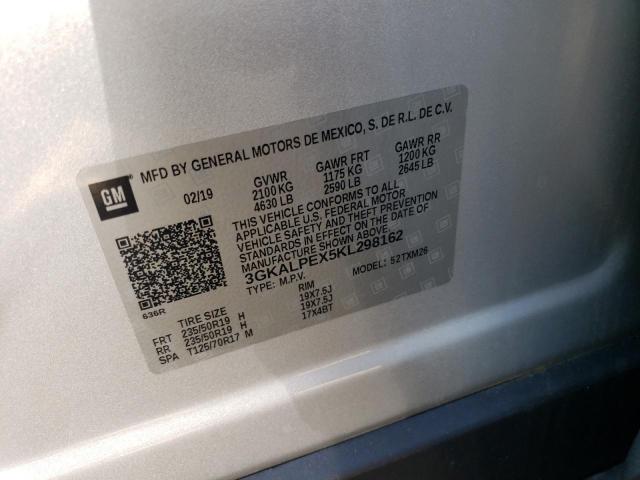 GM
MFD BY GENERAL MOTORS DE MEXICO, S. DE R.L. DE C.V.
02/19 GVWR GAWR FRT GAWR RR
2100 KG 1175 KG 1200 KG
4630 LB 2590 LB 2645 LB
THIS VEHICLE CONFORMS TO ALL
APPLICABLE U.S. FEDERAL MOTOR
VEHICLE SAFETY AND THEFT PREVENTION
STANDARDS IN EFFECT ON THE DATE OF
MANUFACTURE SHOWN ABOVE.
3GKALPEX5KL298162
TYPE: M.P.V. MODEL: 52TXM26
636R
TIRE SIZE RIM
FRT 235/50R19 H 19X7.5J
RR 235/50R19 H 19X7.5J
SPA T125/70R17 M 17X4BT